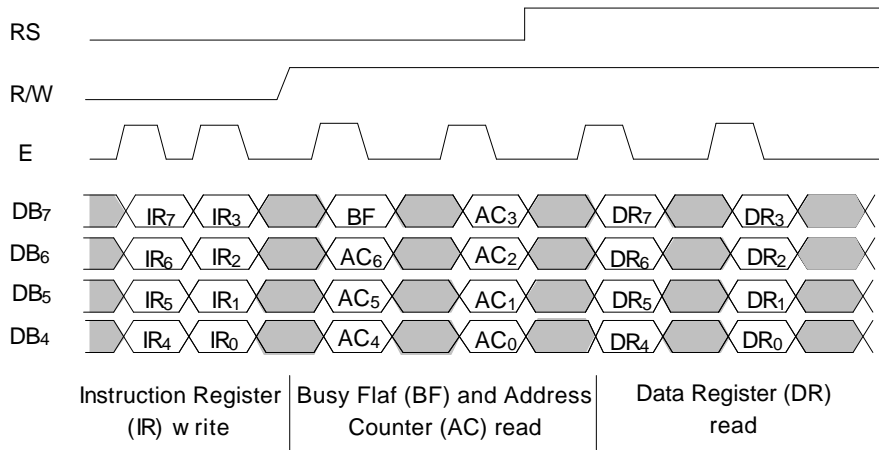 RS
R/W
E
DB7 IR7 IR3 BF AC3 DR7 DR3
DB6 IR6 IR2 AC6 AC2 DR6 DR2
DB5 IR5 IR1 AC5 AC1 DR5 DR1
DB4 IR4 IR0 AC4 AC0 DR4 DR0
Instruction Register
(IR) w rite
Busy Flaf (BF) and Address
Counter (AC) read
Data Register (DR)
read